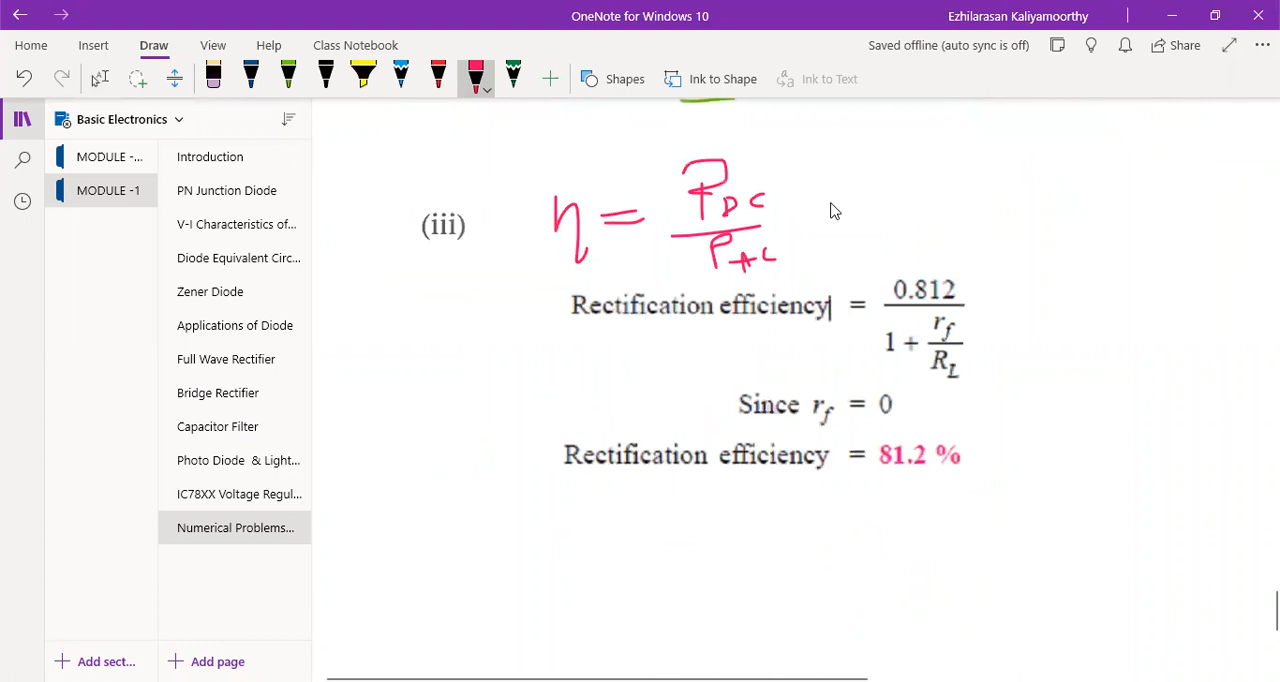 OneNote for Windows 10
Ezhilarasan Kaliyamoorthy
Home Insert Draw View Help Class Notebook
Saved offline (auto sync is off) Share
Shapes Ink to Shape Ink to Text
Basic Electronics
MODULE -...
MODULE -1
Introduction
PN Junction Diode
V-I Characteristics of...
Diode Equivalent Circ...
Zener Diode
Applications of Diode
Full Wave Rectifier
Bridge Rectifier
Capacitor Filter
Photo Diode & Light...
IC78XX Voltage Regul...
Numerical Problems...
Add sect...
Add page
(iii) η = P_DC / P_AC
Rectification efficiency = 0.812 / (1 + r_f / R_L)
Since r_f = 0
Rectification efficiency = 81.2 %